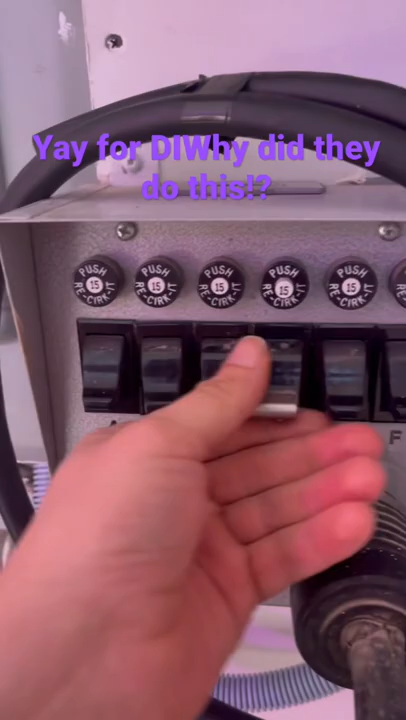 Yay for DIWhy did they
do this!?
PUSH 15 RE-CIRK-IT
PUSH 15 RE-CIRK-IT
PUSH 15 RE-CIRK-IT
PUSH 15 RE-CIRK-IT
PUSH 15 RE-CIRK-IT
F